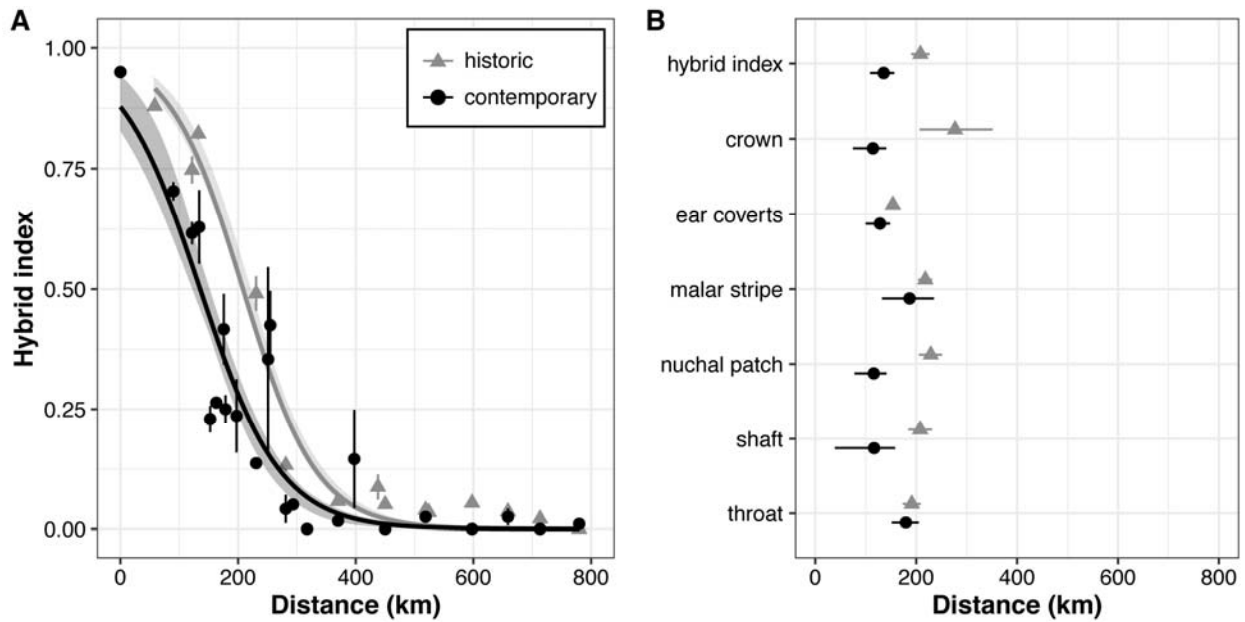 A
1.00
0.75
0.50
0.25
0.00
Hybrid index
0 200 400 600 800
Distance (km)
historic
contemporary
B
hybrid index
crown
ear coverts
malar stripe
nuchal patch
shaft
throat
0 200 400 600 800
Distance (km)